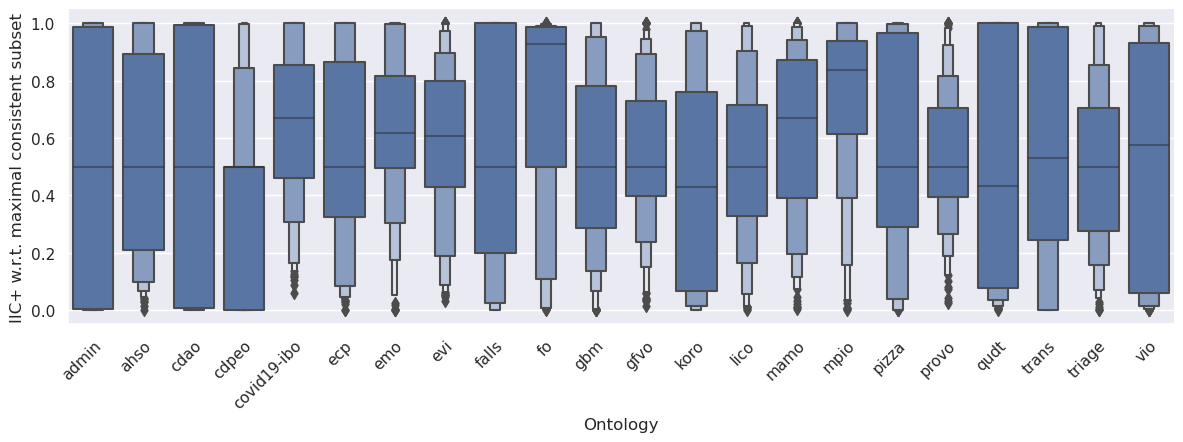 IIC+ w.r.t. maximal consistent subset
1.0
0.8
0.6
0.4
0.2
0.0
admin
ahso
cdao
cdpeo
covid19-ibo
ecp
emo
evi
falls
fo
gbm
gfvo
koro
lico
mamo
mpio
pizza
provo
qudt
trans
triage
vio
Ontology